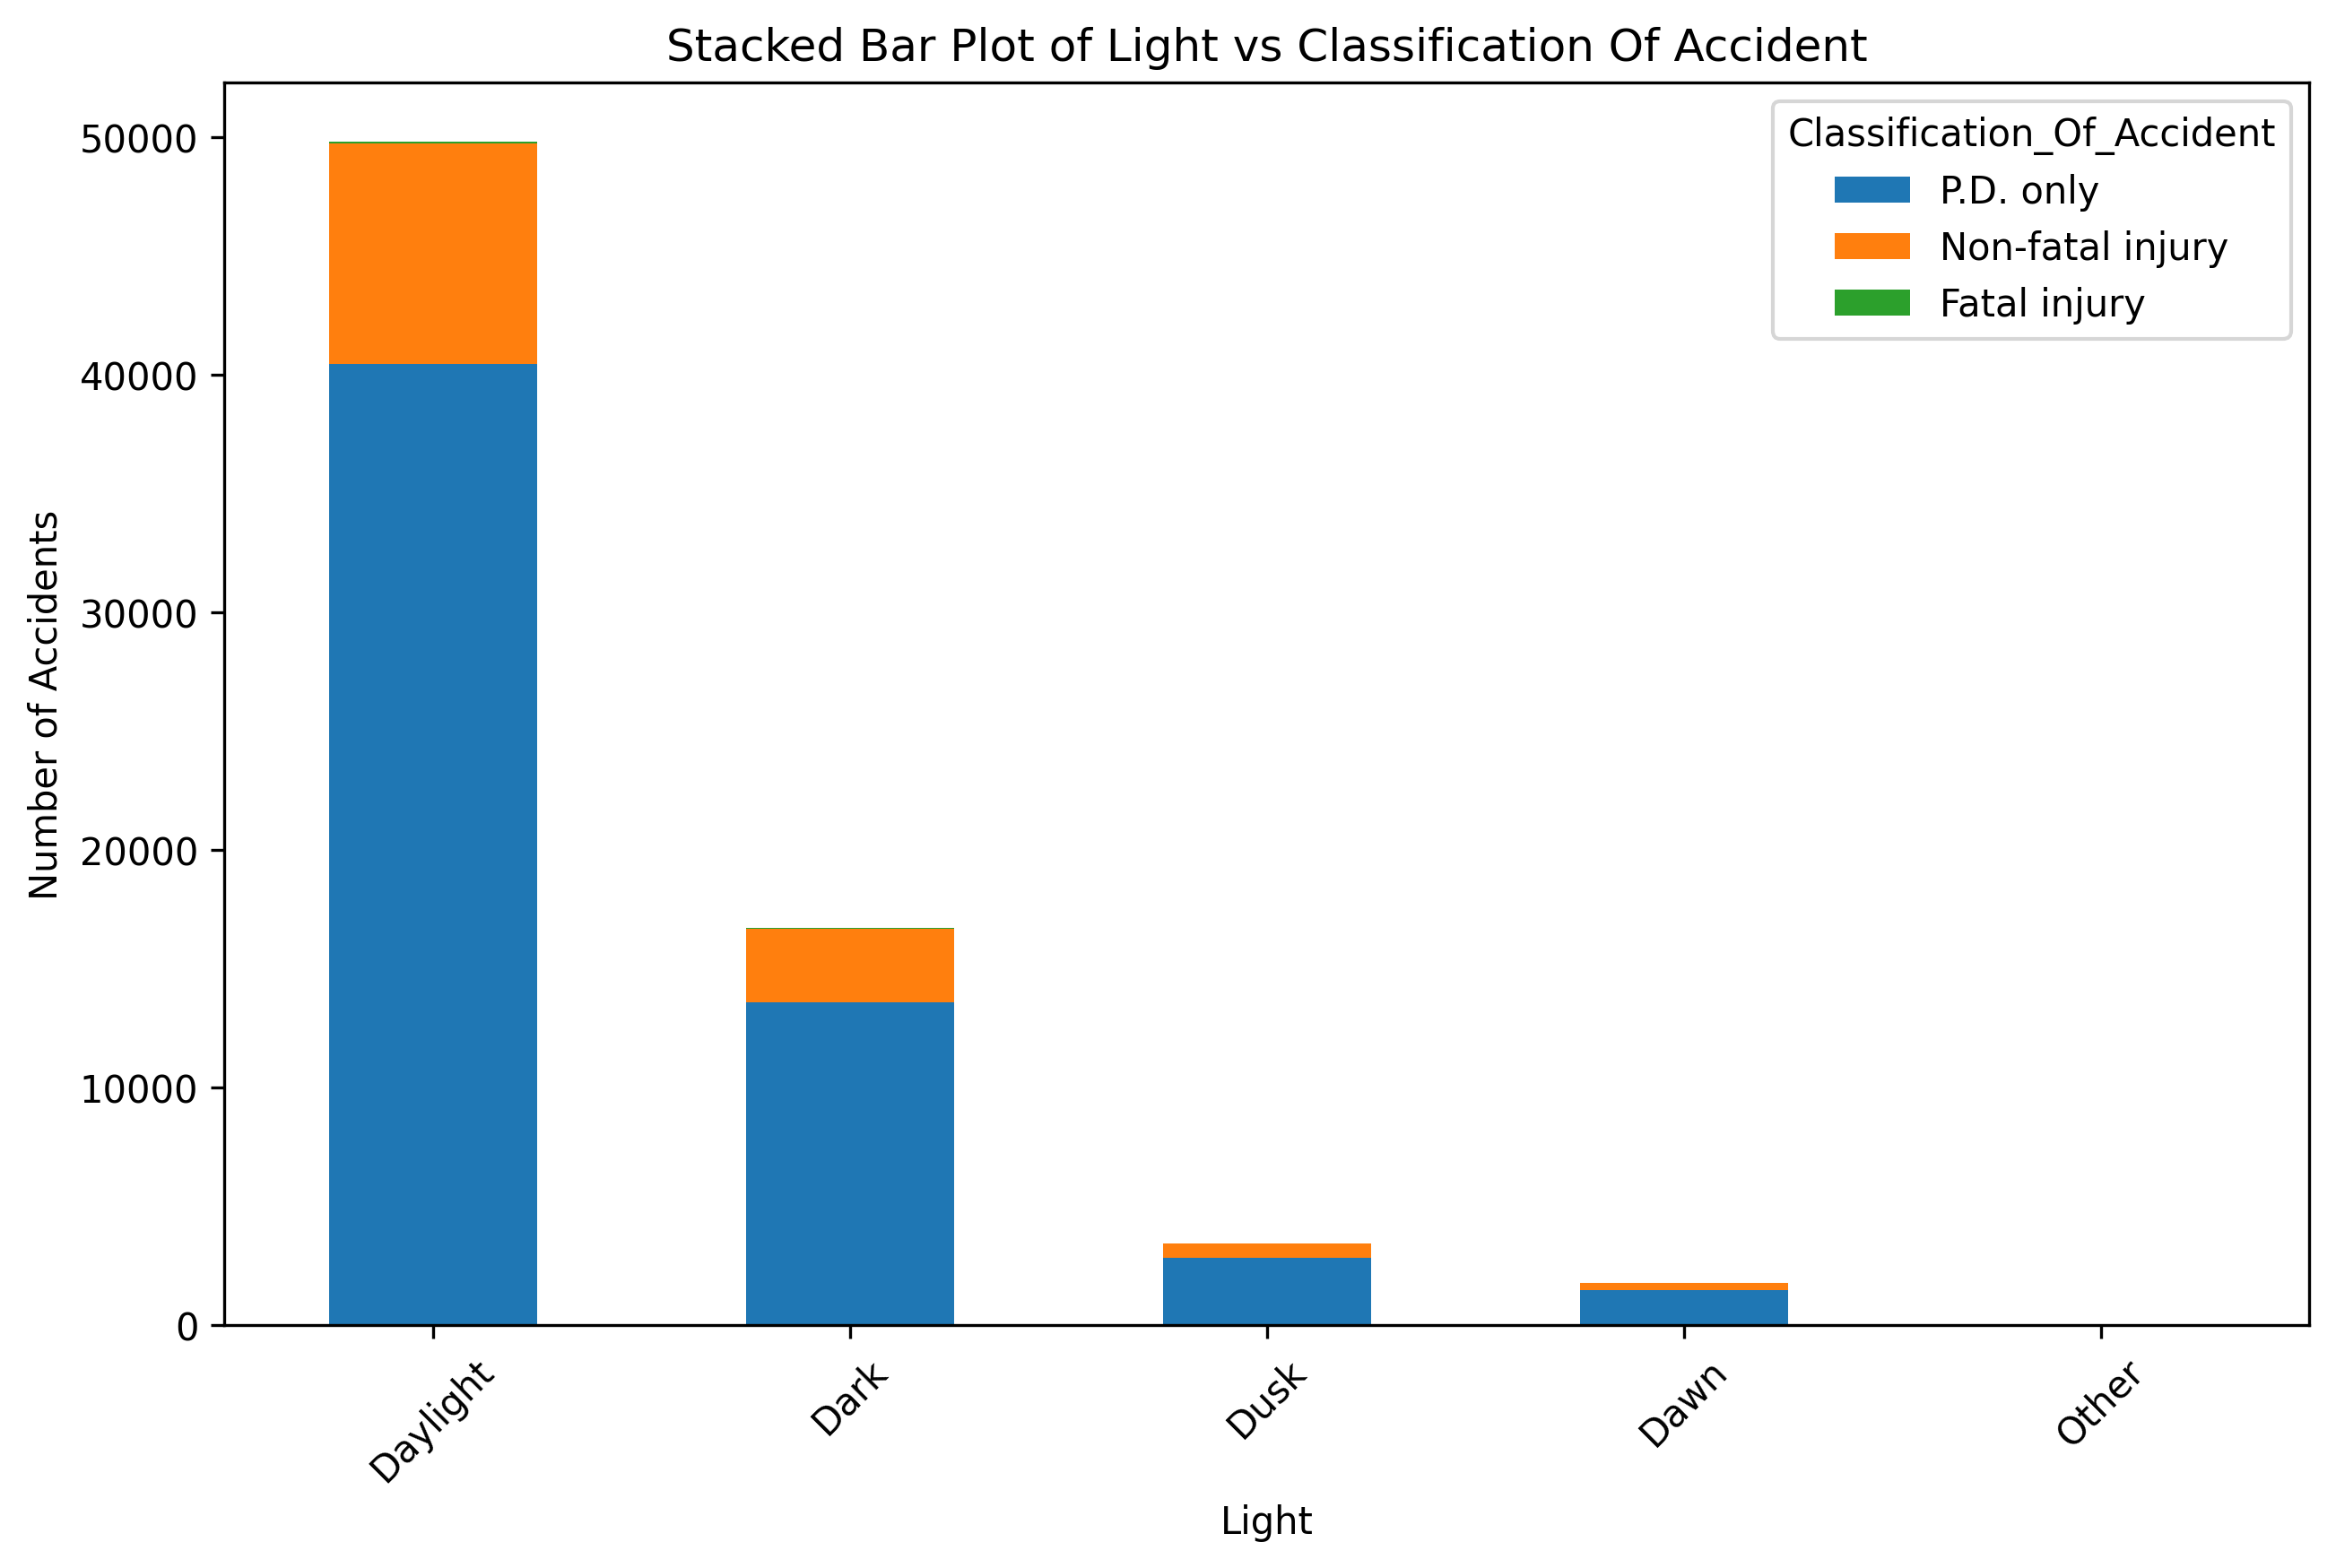 Stacked Bar Plot of Light vs Classification Of Accident
Classification_Of_Accident
P.D. only
Non-fatal injury
Fatal injury
Number of Accidents
50000
40000
30000
20000
10000
0
Daylight
Dark
Dusk
Dawn
Other
Light